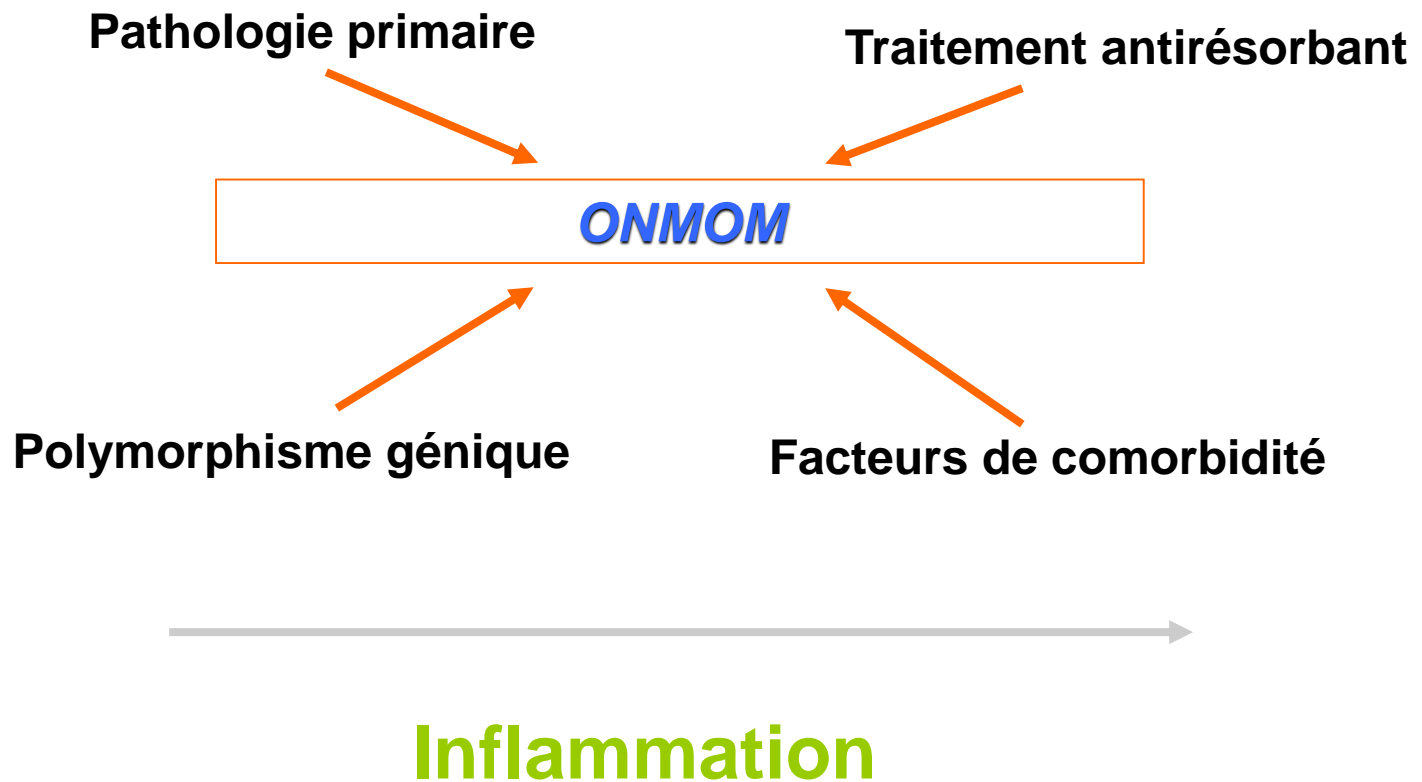 Pathologie primaire
Traitement antirésorbant
ONMOM
Polymorphisme génique
Facteurs de comorbidité
Inflammation